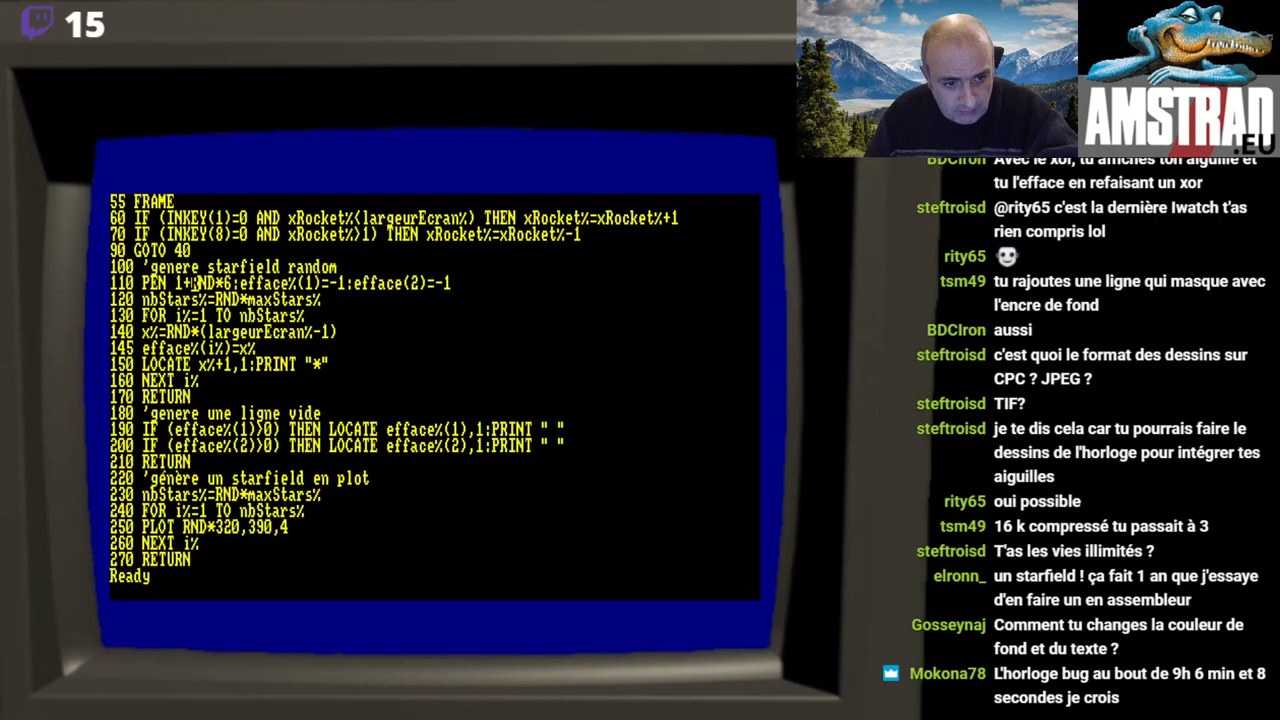 15
AMSTRAD
.EU
55 FRAME
60 IF (INKEY(1)=0 AND xRocket%<largeurEcran%) THEN xRocket%=xRocket%+1
70 IF (INKEY(8)=0 AND xRocket%>1) THEN xRocket%=xRocket%-1
90 GOTO 40
100 'genere starfield random
110 PEN 1+RND*6:efface%(1)=-1:efface(2)=-1
120 nbStars%=RND*maxStars%
130 FOR i%=1 TO nbStars%
140 x%=RND*(largeurEcran%-1)
145 efface%(i%)=x%
150 LOCATE x%+1,1:PRINT "*"
160 NEXT i%
170 RETURN
180 'genere une ligne vide
190 IF (efface%(1)>0) THEN LOCATE efface%(1),1:PRINT " "
200 IF (efface%(2)>0) THEN LOCATE efface%(2),1:PRINT " "
210 RETURN
220 'génère un starfield en plot
230 nbStars%=RND*maxStars%
240 FOR i%=1 TO nbStars%
250 PLOT RND*320,390,4
260 NEXT i%
270 RETURN
Ready
BDCIron Avec le xor, tu affiches ton aiguille et
tu l'efface en refaisant un xor
steftroisd @rity65 c'est la dernière Iwatch t'as
rien compris lol
rity65
tsm49 tu rajoutes une ligne qui masque avec
l'encre de fond
BDCIron aussi
steftroisd c'est quoi le format des dessins sur
CPC ? JPEG ?
steftroisd TIF?
steftroisd je te dis cela car tu pourrais faire le
dessins de l'horloge pour intégrer tes
aiguilles
rity65 oui possible
tsm49 16 k compressé tu passait à 3
steftroisd T'as les vies illimités ?
elronn_ un starfield ! ça fait 1 an que j'essaye
d'en faire un en assembleur
Gosseynaj Comment tu changes la couleur de
fond et du texte ?
Mokona78 L'horloge bug au bout de 9h 6 min et 8
secondes je crois